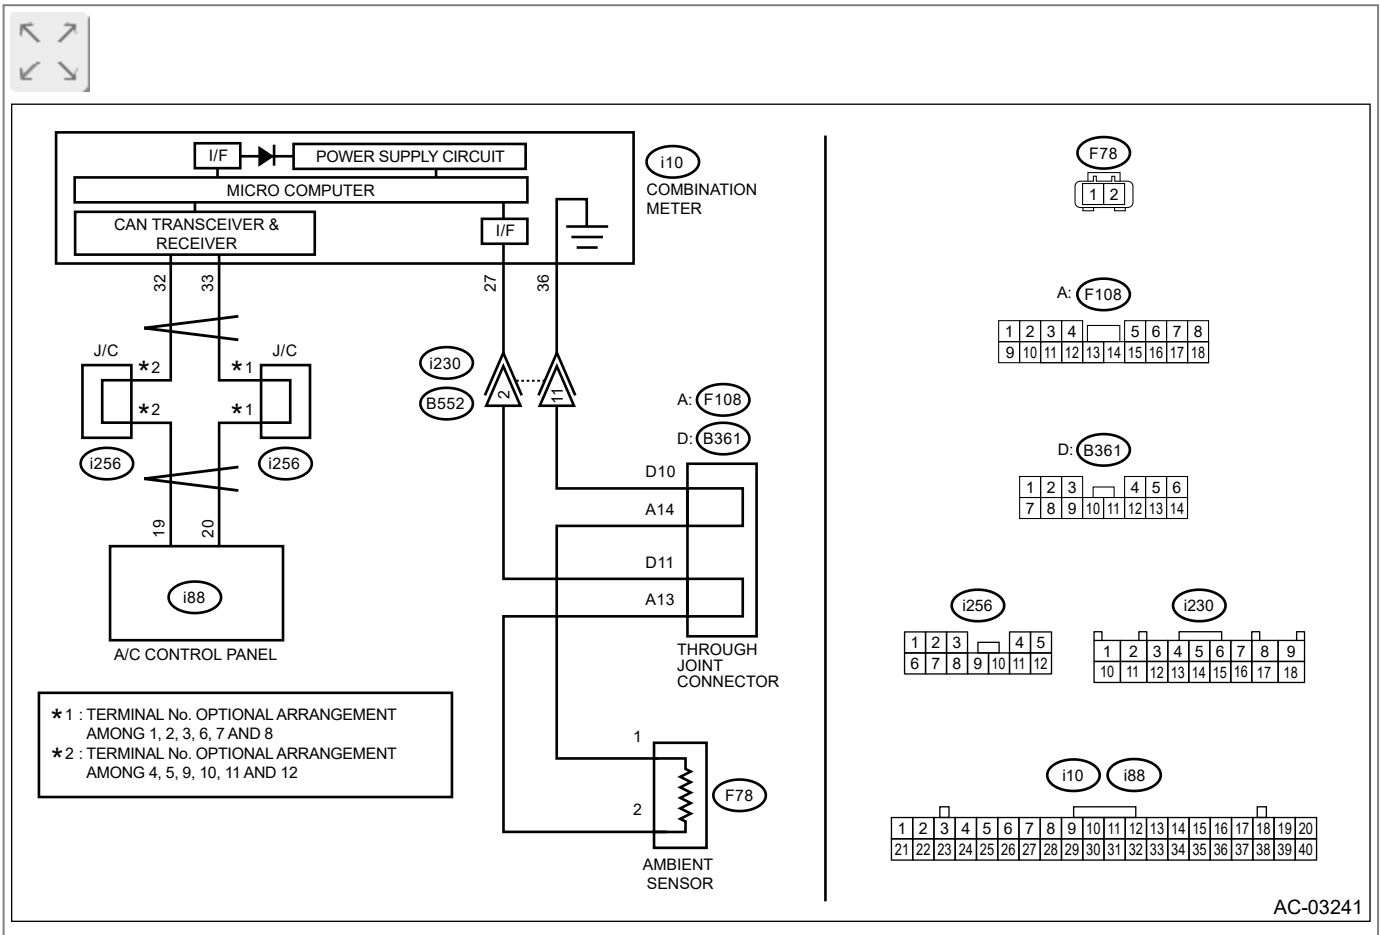 I/F
POWER SUPPLY CIRCUIT
MICRO COMPUTER
CAN TRANSCEIVER &
RECEIVER
I/F
i10
COMBINATION
METER
32
33
27
36
J/C
*2
*1
J/C
*2
*1
i256
i256
19
20
i88
A/C CONTROL PANEL
i230
B552
2
11
A: F108
D: B361
D10
A14
D11
A13
THROUGH
JOINT
CONNECTOR
1
2
F78
AMBIENT
SENSOR
*1 : TERMINAL No. OPTIONAL ARRANGEMENT
AMONG 1, 2, 3, 6, 7 AND 8
*2 : TERMINAL No. OPTIONAL ARRANGEMENT
AMONG 4, 5, 9, 10, 11 AND 12
F78
1 2
A: F108
1 2 3 4 5 6 7 8
9 10 11 12 13 14 15 16 17 18
D: B361
1 2 3 4 5 6
7 8 9 10 11 12 13 14
i256
1 2 3 4 5
6 7 8 9 10 11 12
i230
1 2 3 4 5 6 7 8 9
10 11 12 13 14 15 16 17 18
i10 i88
1 2 3 4 5 6 7 8 9 10 11 12 13 14 15 16 17 18 19 20
21 22 23 24 25 26 27 28 29 30 31 32 33 34 35 36 37 38 39 40
AC-03241